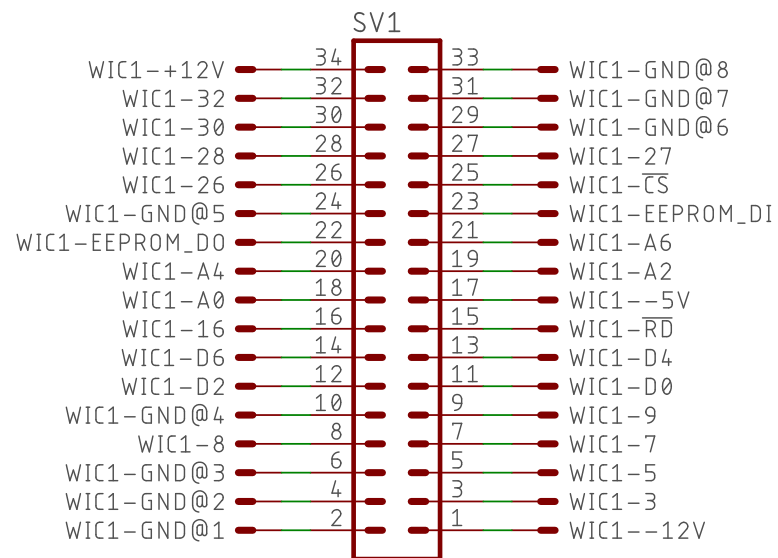 SV1
WIC1-+12V 34 33 WIC1-GND@8
WIC1-32 32 31 WIC1-GND@7
WIC1-30 30 29 WIC1-GND@6
WIC1-28 28 27 WIC1-27
WIC1-26 26 25 WIC1-C̅S̅
WIC1-GND@5 24 23 WIC1-EEPROM_DI
WIC1-EEPROM_DO 22 21 WIC1-A6
WIC1-A4 20 19 WIC1-A2
WIC1-A0 18 17 WIC1--5V
WIC1-16 16 15 WIC1-R̅D̅
WIC1-D6 14 13 WIC1-D4
WIC1-D2 12 11 WIC1-D0
WIC1-GND@4 10 9 WIC1-9
WIC1-8 8 7 WIC1-7
WIC1-GND@3 6 5 WIC1-5
WIC1-GND@2 4 3 WIC1-3
WIC1-GND@1 2 1 WIC1--12V